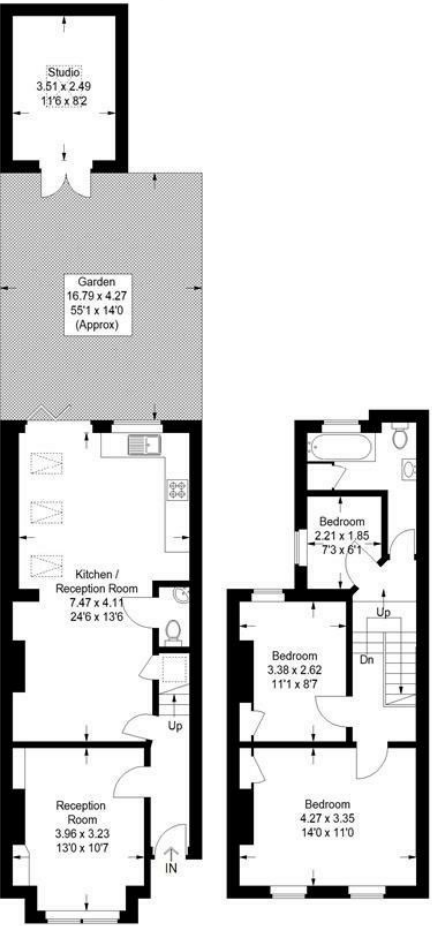 Studio
3.51 x 2.49
11'6 x 8'2
Garden
16.79 x 4.27
55'1 x 14'0
(Approx)
Kitchen /
Reception Room
7.47 x 4.11
24'6 x 13'6
Up
Reception
Room
3.96 x 3.23
13'0 x 10'7
IN
Bedroom
2.21 x 1.85
7'3 x 6'1
Up
Dn
Bedroom
3.38 x 2.62
11'1 x 8'7
Bedroom
4.27 x 3.35
14'0 x 11'0